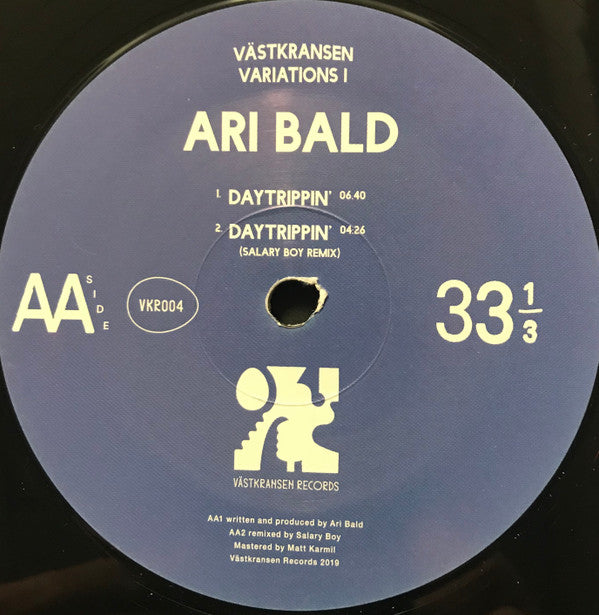 VÄSTKRANSEN
VARIATIONS I
ARI BALD
1. DAYTRIPPIN' 06.40
2. DAYTRIPPIN' 04:26
(SALARY BOY REMIX)
AA SIDE
VKR004
33 1/3
VÄSTKRANSEN RECORDS
AA1 written and produced by Ari Bald
AA2 remixed by Salary Boy
Mastered by Matt Karmil
Västkransen Records 2019